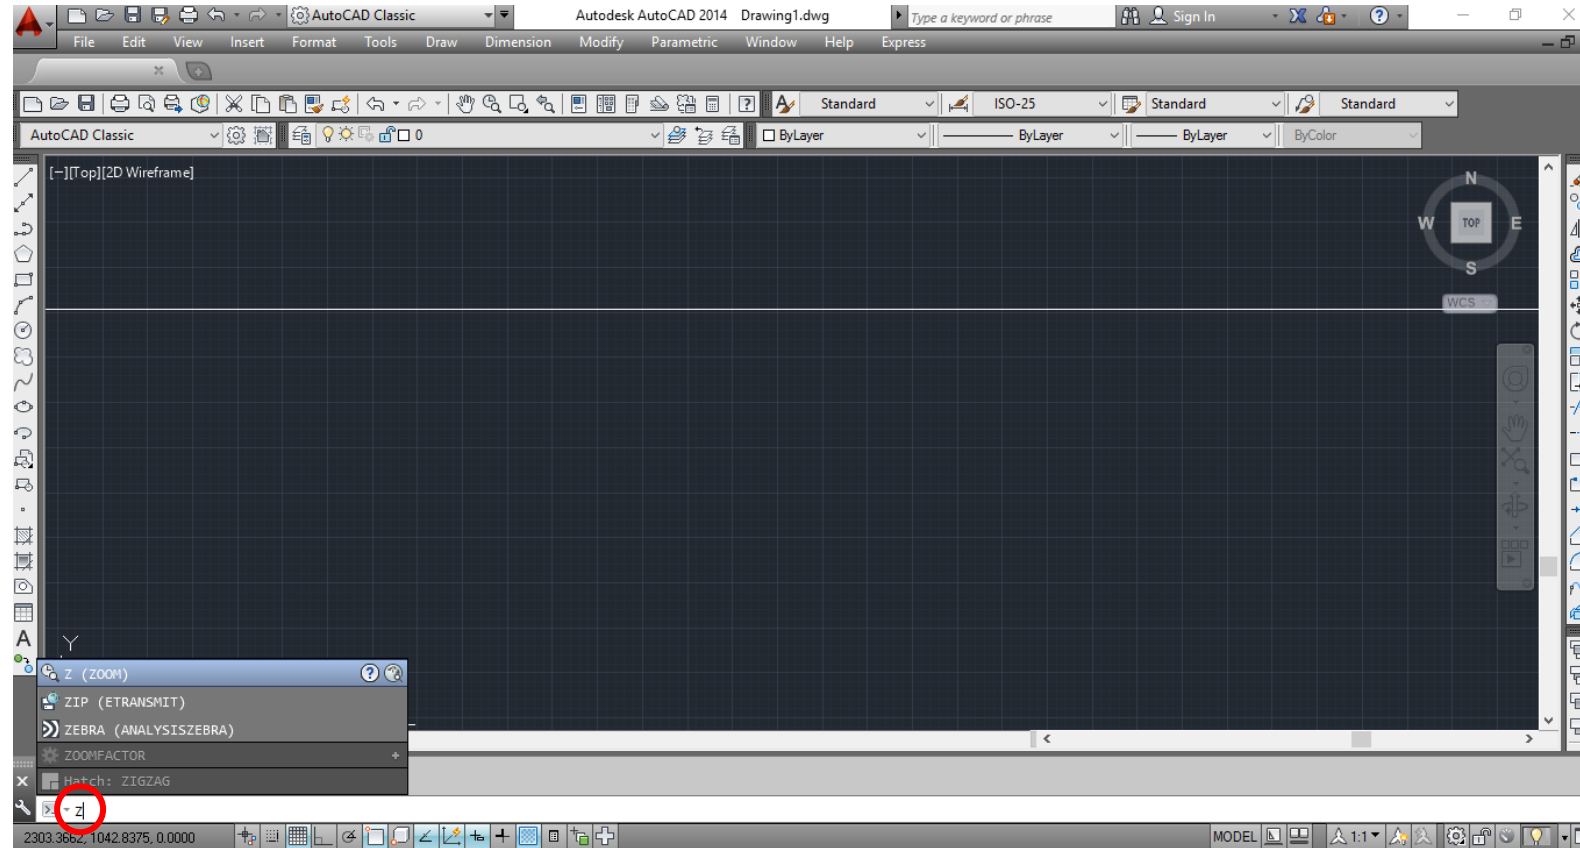 AutoCAD Classic Autodesk AutoCAD 2014 Drawing1.dwg Type a keyword or phrase Sign In
File Edit View Insert Format Tools Draw Dimension Modify Parametric Window Help Express
Standard ISO-25 Standard Standard
AutoCAD Classic 0 ByLayer ByLayer ByLayer ByColor
[−][Top][2D Wireframe]
N
W TOP E
S
WCS
Y
Z (ZOOM)
ZIP (ETRANSMIT)
ZEBRA (ANALYSISZEBRA)
ZOOMFACTOR +
Hatch: ZIGZAG
Z
2303.3662, 1042.8375, 0.0000 MODEL 1:1